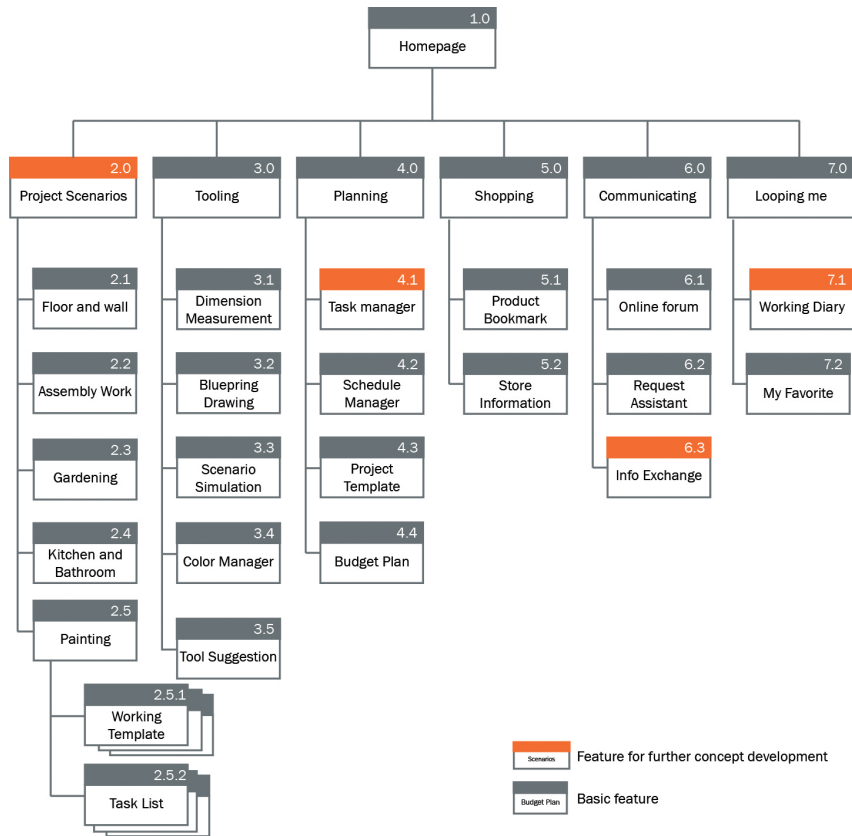 1.0
Homepage
2.0
Project Scenarios
3.0
Tooling
4.0
Planning
5.0
Shopping
6.0
Communicating
7.0
Looping me
2.1
Floor and wall
2.2
Assembly Work
2.3
Gardening
2.4
Kitchen and
Bathroom
2.5
Painting
2.5.1
Working
Template
2.5.2
Task List
3.1
Dimension
Measurement
3.2
Bluepring
Drawing
3.3
Scenario
Simulation
3.4
Color Manager
3.5
Tool Suggestion
4.1
Task manager
4.2
Schedule
Manager
4.3
Project
Template
4.4
Budget Plan
5.1
Product
Bookmark
5.2
Store
Information
6.1
Online forum
6.2
Request
Assistant
6.3
Info Exchange
7.1
Working Diary
7.2
My Favorite
Scenarios
Feature for further concept development
Budget Plan
Basic feature